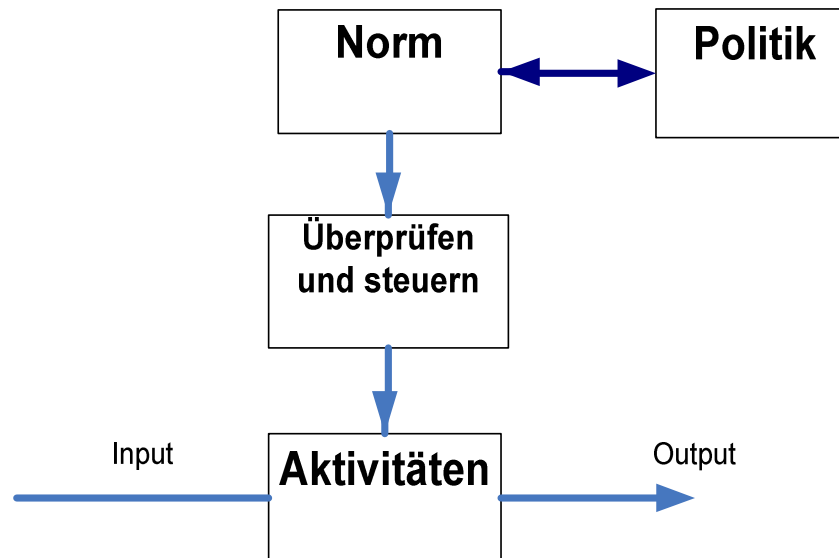 Norm
Politik
Überprüfen
und steuern
Input
Aktivitäten
Output